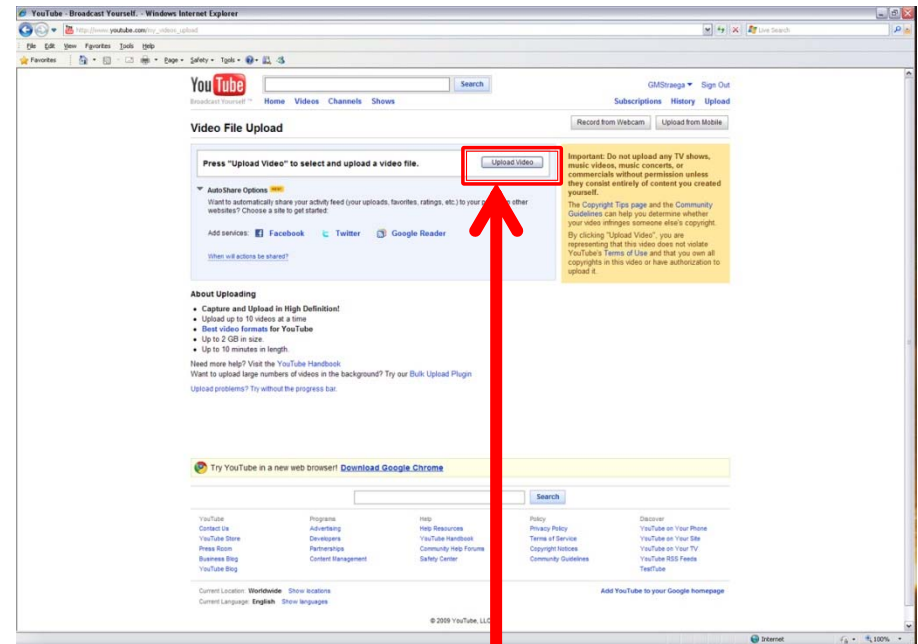 YouTube - Broadcast Yourself. - Windows Internet Explorer
http://www.youtube.com/my_videos_upload
Live Search
File Edit View Favorites Tools Help
Favorites
Page Safety Tools
You Tube
Search
GMStraega Sign Out
Broadcast Yourself ™
Home Videos Channels Shows
Subscriptions History Upload
Video File Upload
Record from Webcam
Upload from Mobile
Press "Upload Video" to select and upload a video file.
Upload Video
AutoShare Options
Want to automatically share your activity feed (your uploads, favorites, ratings, etc.) to your other
websites? Choose a site to get started:
Add services: Facebook Twitter Google Reader
When will actions be shared?
Important: Do not upload any TV shows,
music videos, music concerts, or
commercials without permission unless
they consist entirely of content you created
yourself.
The Copyright Tips page and the Community
Guidelines can help you determine whether
your video infringes someone else's copyright.
By clicking "Upload Video", you are
representing that this video does not violate
YouTube's Terms of Use and that you own all
copyrights in this video or have authorization to
upload it.
About Uploading
Capture and Upload in High Definition!
Upload up to 10 videos at a time
Best video formats for YouTube
Up to 2 GB in size.
Up to 10 minutes in length.
Need more help? Visit the YouTube Handbook
Want to upload large numbers of videos in the background? Try our Bulk Upload Plugin
Upload problems? Try without the progress bar.
Try YouTube in a new web browser! Download Google Chrome
Search
YouTube
Contact Us
YouTube Store
Press Room
Business Blog
YouTube Blog
Programs
Advertising
Developers
Partnerships
Content Management
Help
Help Resources
YouTube Handbook
Community Help Forums
Safety Center
Policy
Privacy Policy
Terms of Service
Copyright Notices
Community Guidelines
Discover
YouTube on Your Phone
YouTube on Your Site
YouTube on Your TV
YouTube RSS Feeds
TestTube
Current Location: Worldwide Show locations
Current Language: English Show languages
Add YouTube to your Google homepage
© 2009 YouTube, LLC
Internet
100%